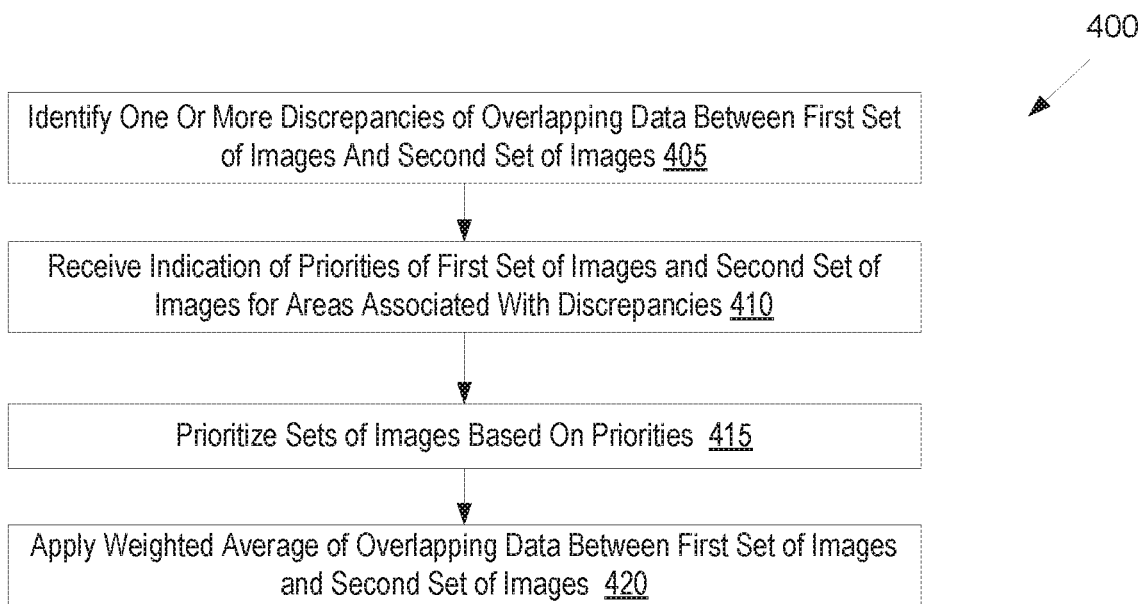 400
Identify One Or More Discrepancies of Overlapping Data Between First Set
of Images And Second Set of Images 405
Receive Indication of Priorities of First Set of Images and Second Set of
Images for Areas Associated With Discrepancies 410
Prioritize Sets of Images Based On Priorities 415
Apply Weighted Average of Overlapping Data Between First Set of Images
and Second Set of Images 420